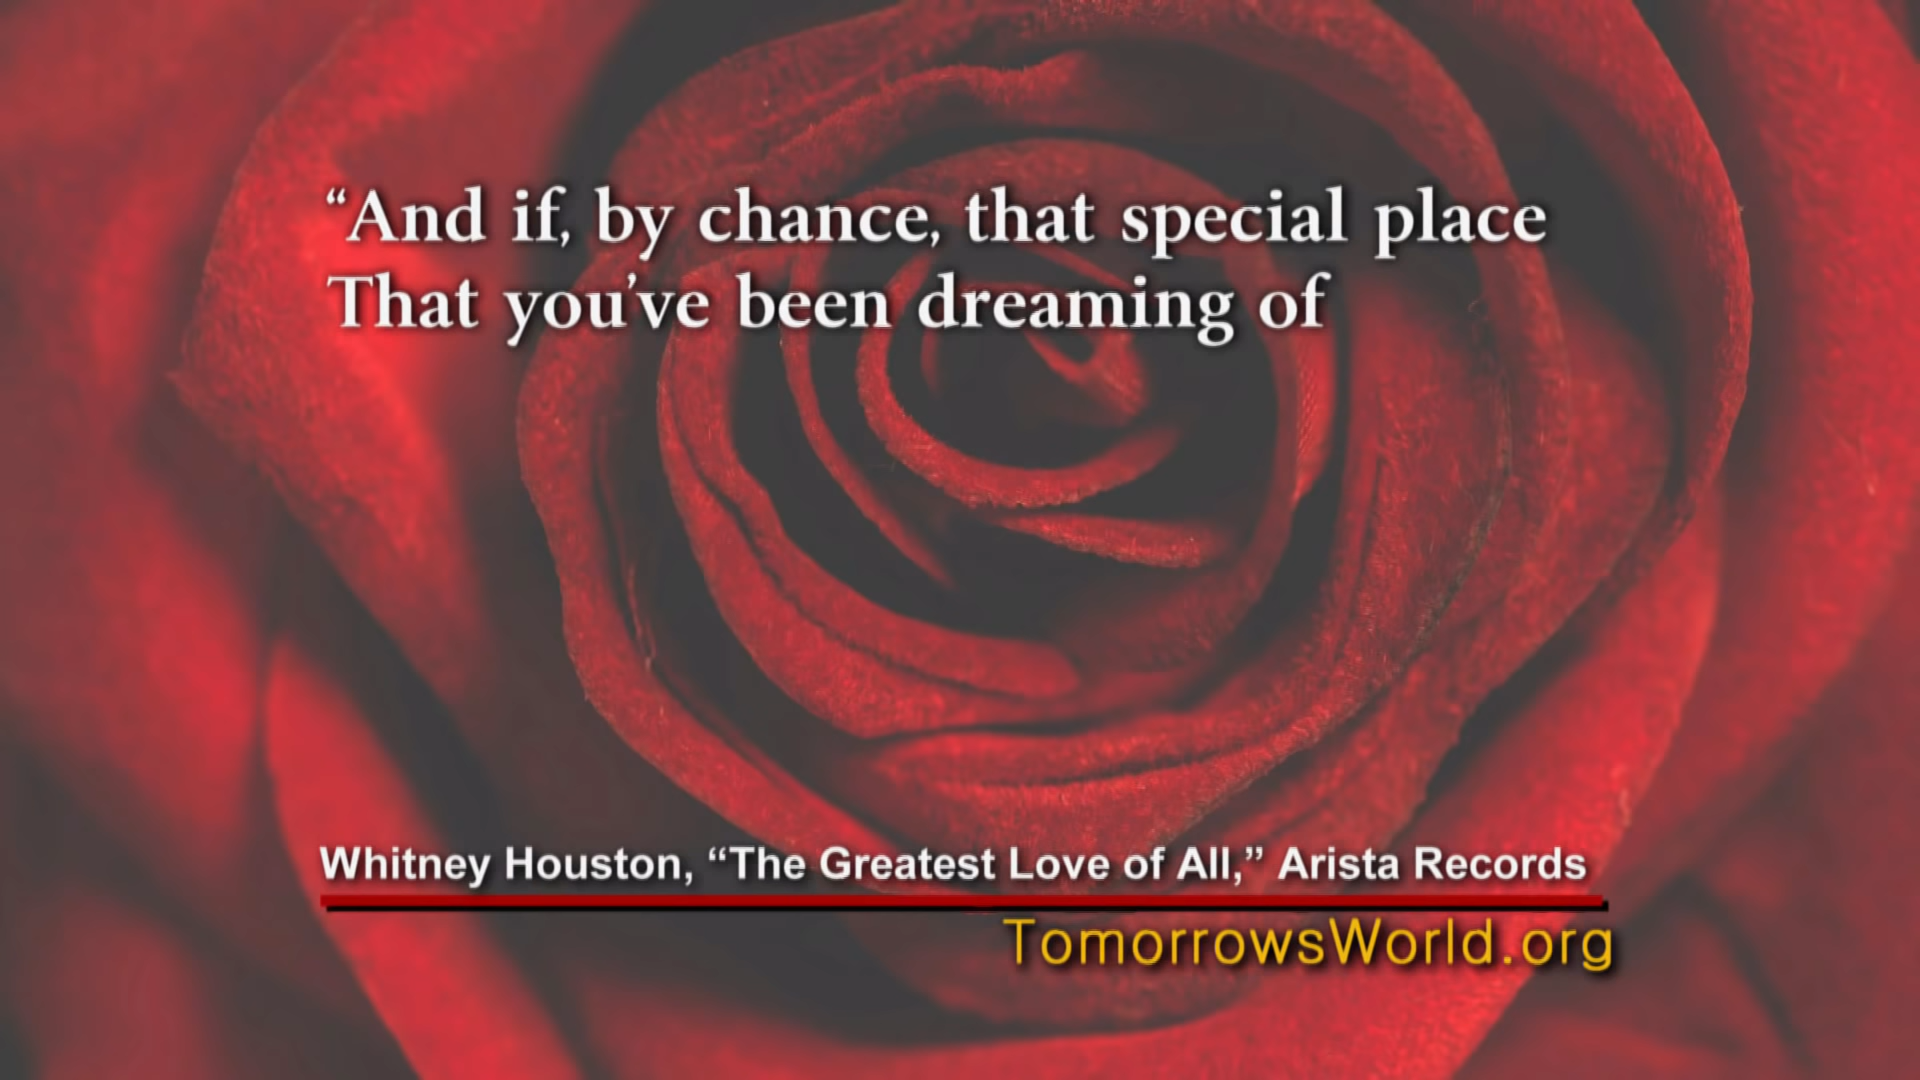 “And if, by chance, that special place
That you’ve been dreaming of
Whitney Houston, “The Greatest Love of All,” Arista Records
TomorrowsWorld.org